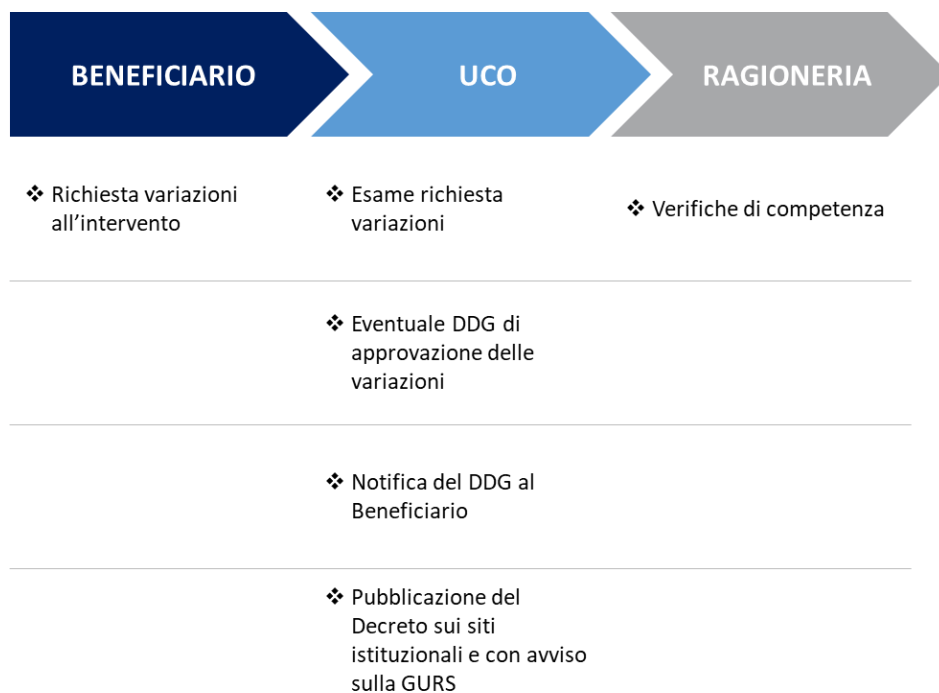 BENEFICIARIO
UCO
RAGIONERIA
❖ Richiesta variazioni
all'intervento
❖ Esame richiesta
variazioni
❖ Verifiche di competenza
❖ Eventuale DDG di
approvazione delle
variazioni
❖ Notifica del DDG al
Beneficiario
❖ Pubblicazione del
Decreto sui siti
istituzionali e con avviso
sulla GURS